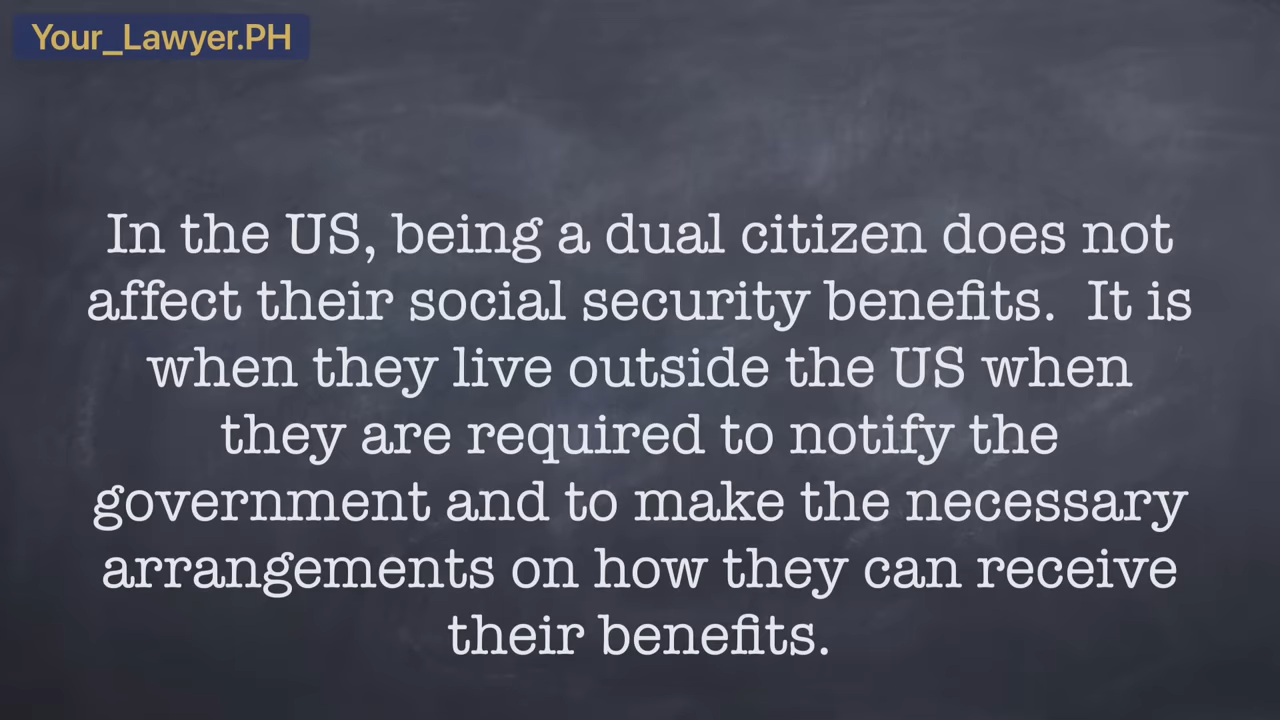 Your_Lawyer.PH
In the US, being a dual citizen does not
affect their social security benefits.  It is
when they live outside the US when
they are required to notify the
government and to make the necessary
arrangements on how they can receive
their benefits.